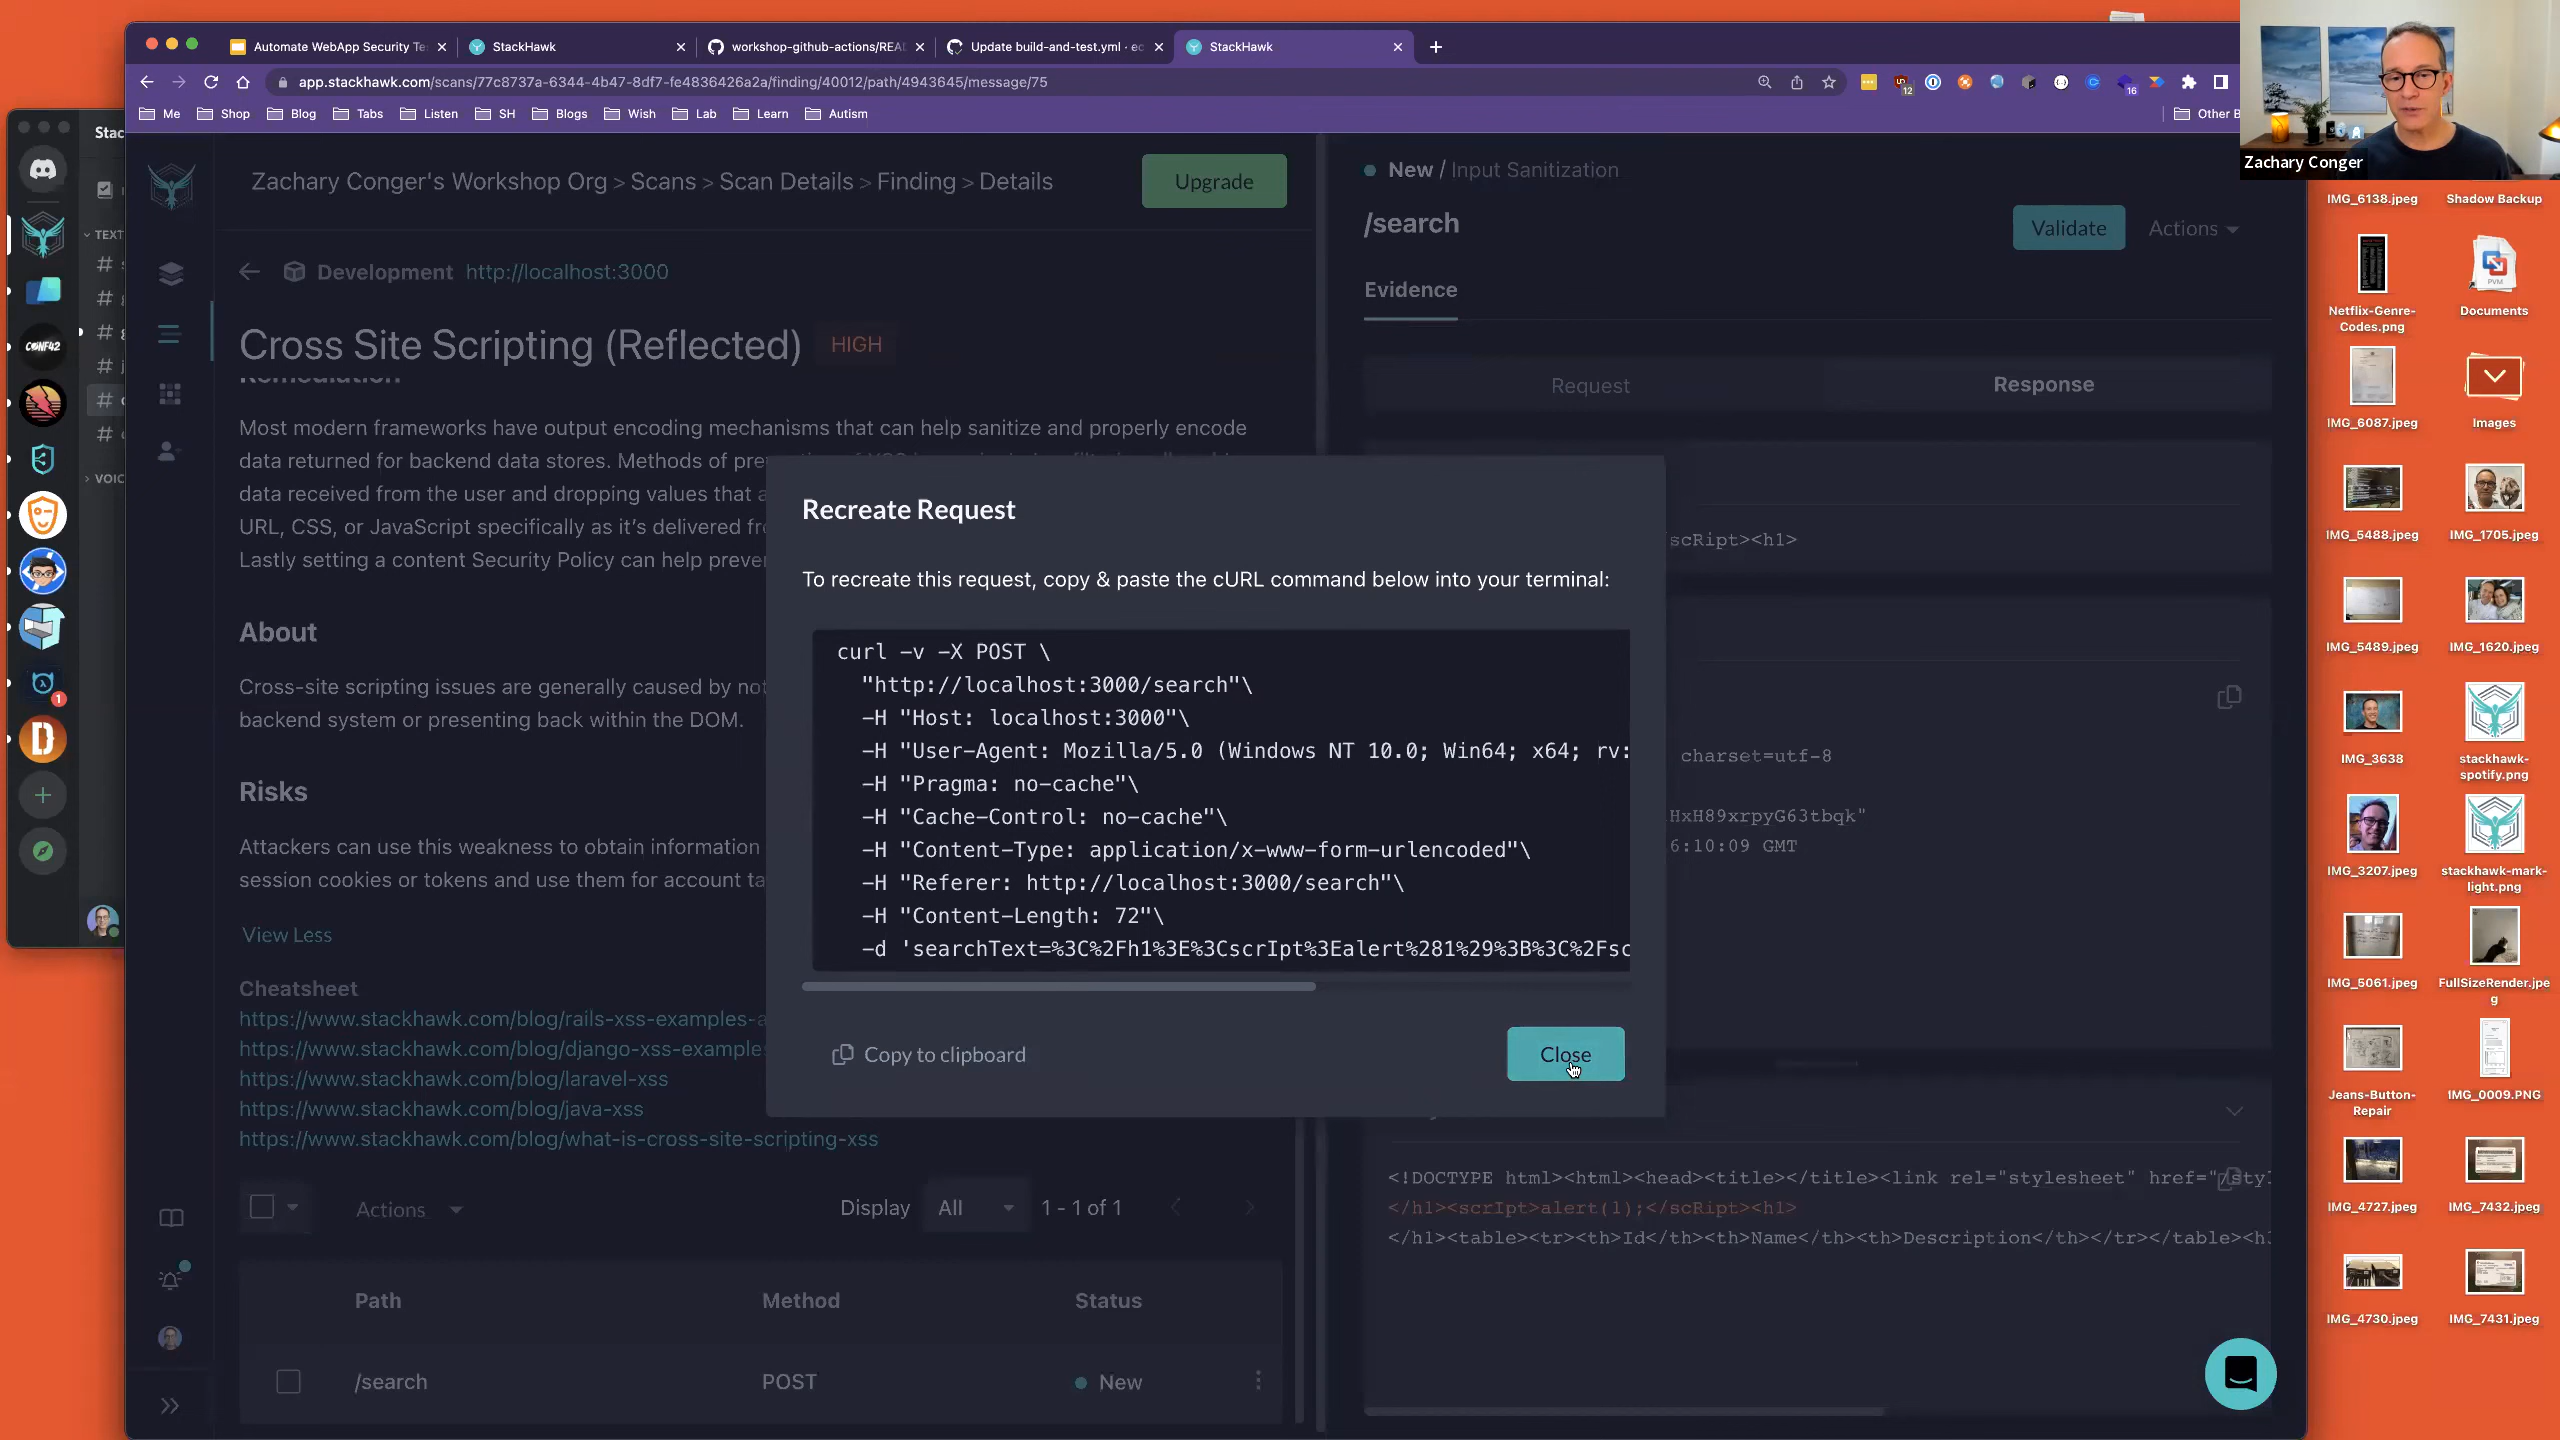 Automate WebApp Security Te
StackHawk
workshop-github-actions/REA
Update build-and-test.yml · ec
StackHawk
app.stackhawk.com/scans/77c8737a-6344-4b47-8df7-fe4836426a2a/finding/40012/path/4943645/message/75
12
16
Me
Shop
Blog
Tabs
Listen
SH
Blogs
Wish
Lab
Learn
Autism
Other B
Zachary Conger
Stac
TEXT
VOIC
CONF42
1
Zachary Conger's Workshop Org > Scans > Scan Details > Finding > Details
Upgrade
Development http://localhost:3000
Cross Site Scripting (Reflected) HIGH
Remediation
Most modern frameworks have output encoding mechanisms that can help sanitize and properly encode
data returned for backend data stores. Methods of pre
data received from the user and dropping values that a
URL, CSS, or JavaScript specifically as it's delivered fr
Lastly setting a content Security Policy can help preve
About
Cross-site scripting issues are generally caused by no
backend system or presenting back within the DOM.
Risks
Attackers can use this weakness to obtain information
session cookies or tokens and use them for account ta
View Less
Cheatsheet
https://www.stackhawk.com/blog/rails-xss-examples-a
https://www.stackhawk.com/blog/django-xss-example
https://www.stackhawk.com/blog/laravel-xss
https://www.stackhawk.com/blog/java-xss
https://www.stackhawk.com/blog/what-is-cross-site-scripting-xss
Actions
Display All 1 - 1 of 1
Path Method Status
/search POST New
New / Input Sanitization
/search
Validate
Actions
Evidence
Request
Response
scRipt><h1>
charset=utf-8
HxH89xrpyG63tbqk"
6:10:09 GMT
<!DOCTYPE html><html><head><title></title><link rel="stylesheet" href="/styl
</h1><scrIpt>alert(1);</scRipt><h1>
</h1><table><tr><th>Id</th><th>Name</th><th>Description</th></tr></table><h
Recreate Request
To recreate this request, copy & paste the cURL command below into your terminal:
curl -v -X POST \
"http://localhost:3000/search"\
-H "Host: localhost:3000"\
-H "User-Agent: Mozilla/5.0 (Windows NT 10.0; Win64; x64; rv:
-H "Pragma: no-cache"\
-H "Cache-Control: no-cache"\
-H "Content-Type: application/x-www-form-urlencoded"\
-H "Referer: http://localhost:3000/search"\
-H "Content-Length: 72"\
-d 'searchText=%3C%2Fh1%3E%3CscrIpt%3Ealert%281%29%3B%3C%2Fsc
Copy to clipboard
Close
IMG_6138.jpeg
Shadow Backup
Netflix-Genre-
Codes.png
PVM
Documents
IMG_6087.jpeg
Images
IMG_5488.jpeg
IMG_1705.jpeg
IMG_5489.jpeg
IMG_1620.jpeg
IMG_3638
stackhawk-
spotify.png
IMG_3207.jpeg
stackhawk-mark-
light.png
IMG_5061.jpeg
FullSizeRender.jpe
g
Jeans-Button-
Repair
IMG_0009.PNG
IMG_4727.jpeg
IMG_7432.jpeg
IMG_4730.jpeg
IMG_7431.jpeg